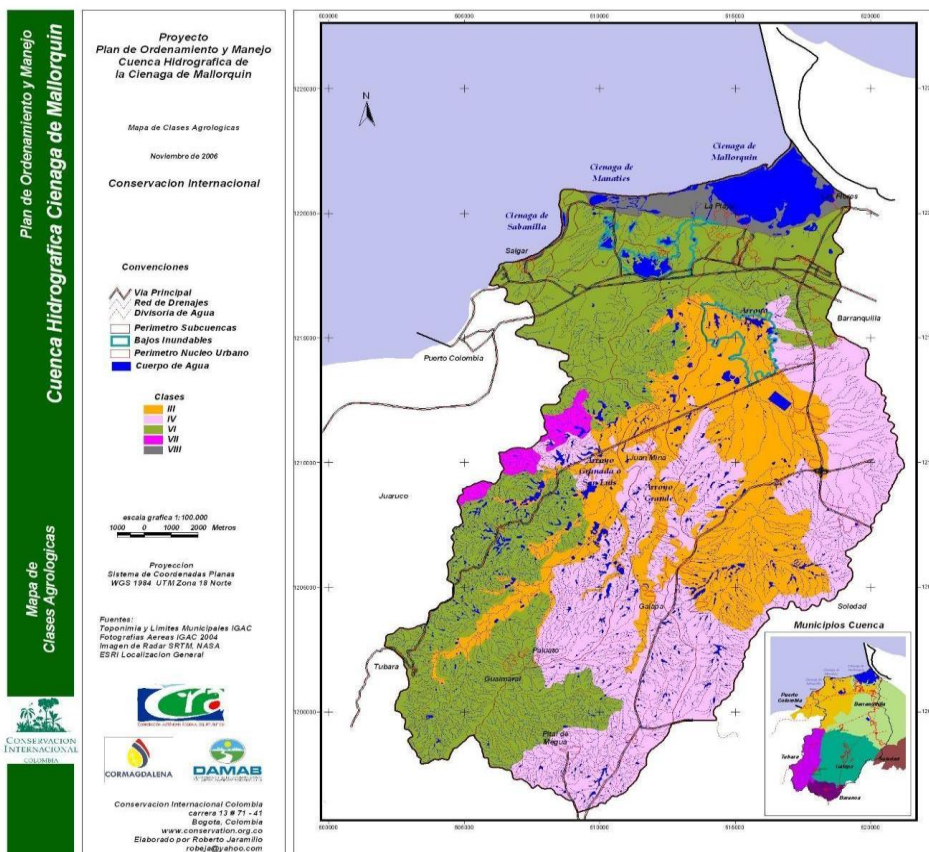 Plan de Ordenamiento y Manejo
Cuenca Hidrografica Cienaga de Mallorquin
Mapa de
Clases Agrologicas
CONSERVACION
INTERNACIONAL
COLOMBIA
Proyecto
Plan de Ordenamiento y Manejo
Cuenca Hidrografica de
la Cienaga de Mallorquin
Mapa de Clases Agrologicas
Noviembre de 2006
Conservacion Internacional
Convenciones
Via Principal
Red de Drenajes
Divisoria de Agua
Perimetro Subcuencas
Bajos Inundables
Perimetro Nucleo Urbano
Cuerpo de Agua
Clases
III
IV
VI
VII
VIII
escala grafica 1:100.000
1000 0 1000 2000 Metros
Proyeccion
Sistema de Coordenadas Planas
WGS 1984 UTM Zona 18 Norte
Fuentes:
Toponimia y Limites Municipales IGAC
Fotografias Aereas IGAC 2004
Imagen de Radar SRTM, NASA
ESRI Localizacion General
cra
CORMAGDALENA
DAMAB
Conservacion Internacional Colombia
carrera 13 # 71 - 41
Bogota, Colombia
www.conservation.org.co
Elaborado por Roberto Jaramillo
robeja@yahoo.com
N
Cienaga de
Mallorquin
Cienaga de
Manaties
La Playa
Flores
Cienaga de
Sabanilla
Salgar
Arroyo
Barranquilla
Puerto Colombia
Juan Mina
Arroyo
Granada o
San Luis
Arroyo
Grande
Juaruco
Galapa
Soledad
Paluato
Tubara
Guaimaral
Pital de
Megua
Municipios Cuenca
Puerto
Colombia
Barranquilla
Tubara
Galapa
Soledad
Baranoa